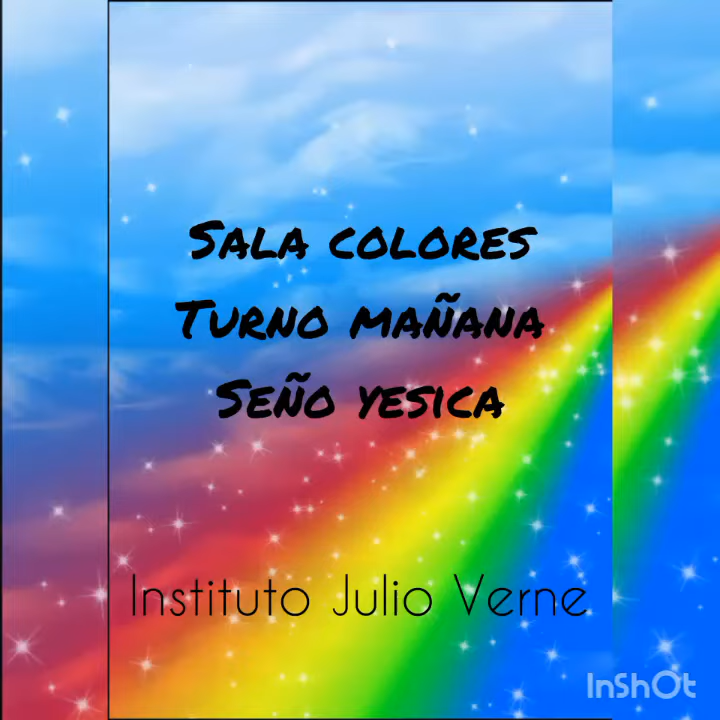 Sala colores
Turno mañana
Seño yesica
Instituto Julio Verne
InShOt